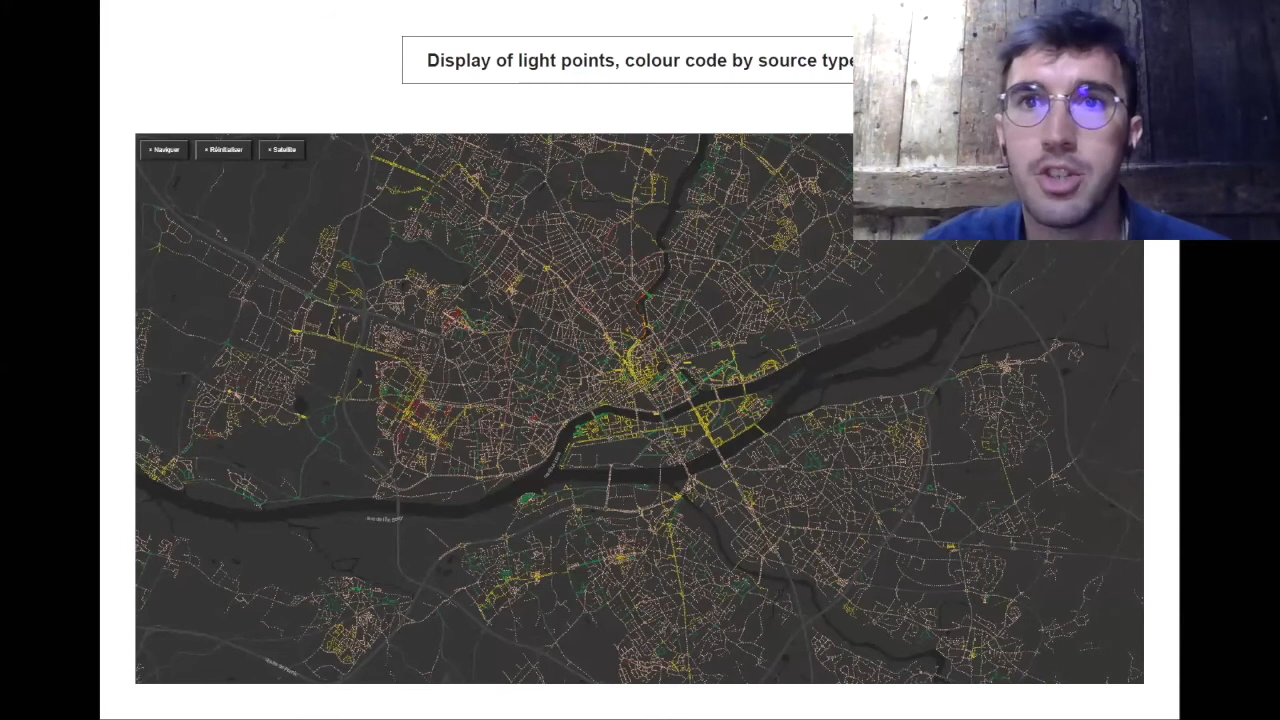 Display of light points, colour code by source type
× Naviguer
× Réinitialiser
× Satellite